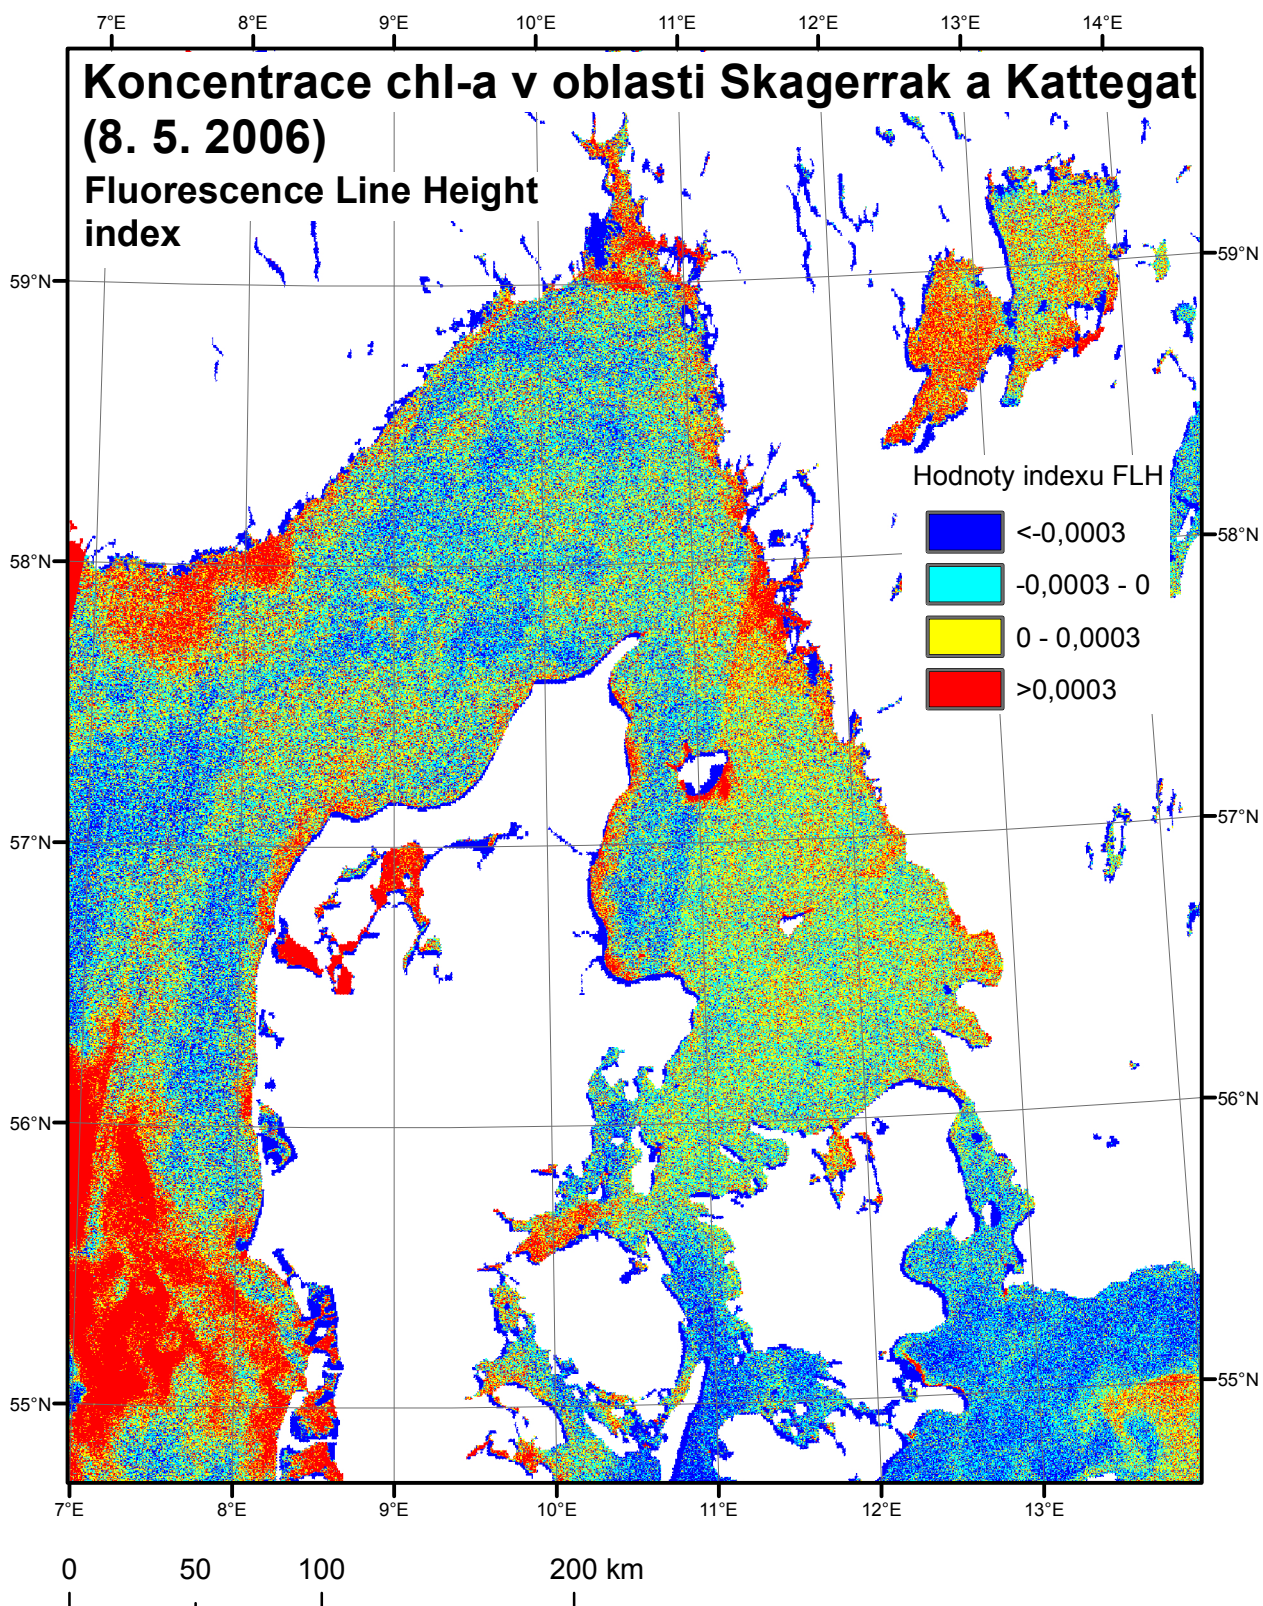 7°E 8°E 9°E 10°E 11°E 12°E 13°E 14°E
Koncentrace chl-a v oblasti Skagerrak a Kattegat
(8. 5. 2006)
Fluorescence Line Height
index
59°N 59°N
Hodnoty indexu FLH
<-0,0003
58°N 58°N
-0,0003 - 0
0 - 0,0003
>0,0003
57°N 57°N
56°N 56°N
55°N 55°N
7°E 8°E 9°E 10°E 11°E 12°E 13°E
0 50 100 200 km